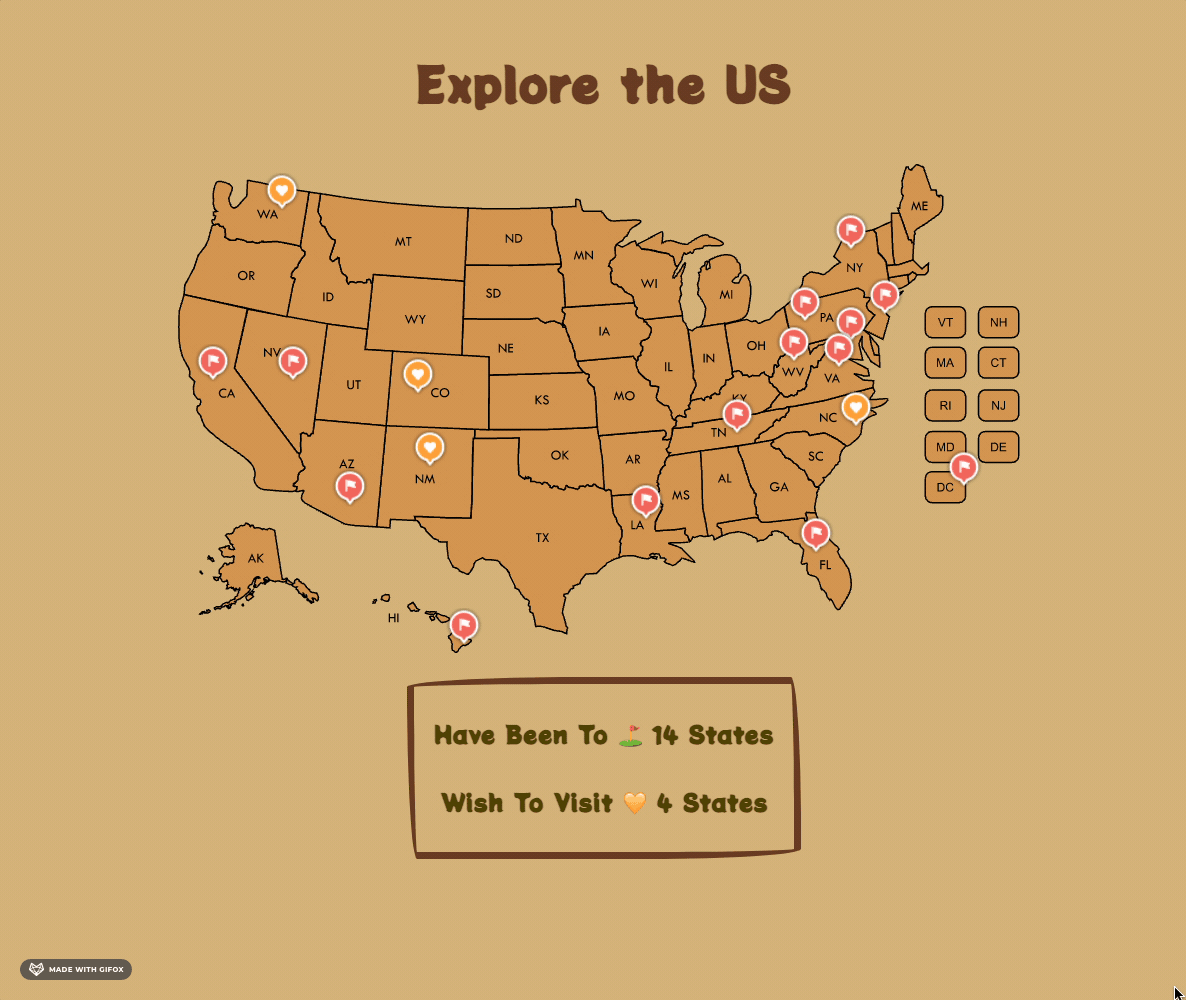 Explore the US
WA
MT
ND
MN
ME
OR
ID
SD
WI
MI
NY
WY
IA
NE
PA
OH
NV
IL
IN
UT
CO
KS
MO
WV
VA
CA
KY
NC
TN
AZ
NM
OK
AR
SC
MS
AL
GA
TX
LA
FL
AK
HI
VT NH
MA CT
RI NJ
MD DE
DC
Have Been To 14 States
Wish To Visit 4 States
MADE WITH GIFOX